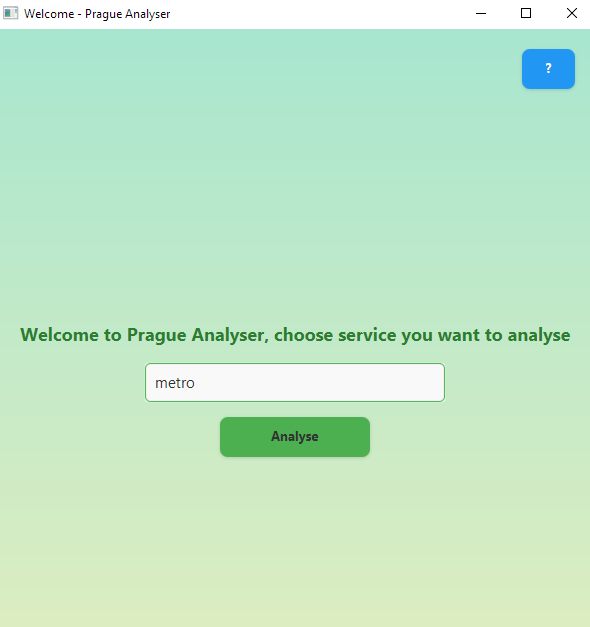 Welcome - Prague Analyser
?
Welcome to Prague Analyser, choose service you want to analyse
metro
Analyse